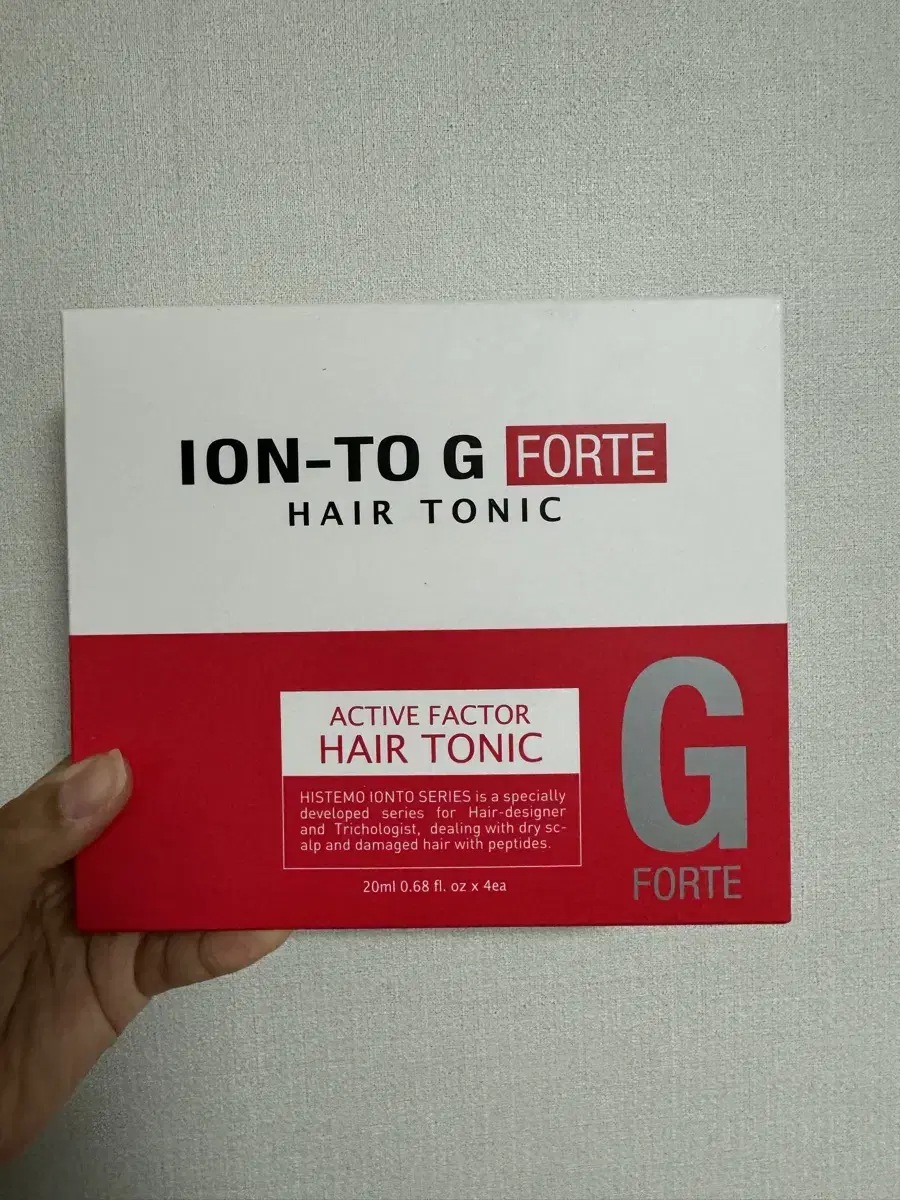 ION-TO G FORTE
HAIR TONIC
ACTIVE FACTOR
HAIR TONIC
HISTEMO IONTO SERIES is a specially
developed series for Hair-designer
and Trichologist, dealing with dry sc-
alp and damaged hair with peptides.
20ml 0.68 fl. oz x 4ea
G
FORTE